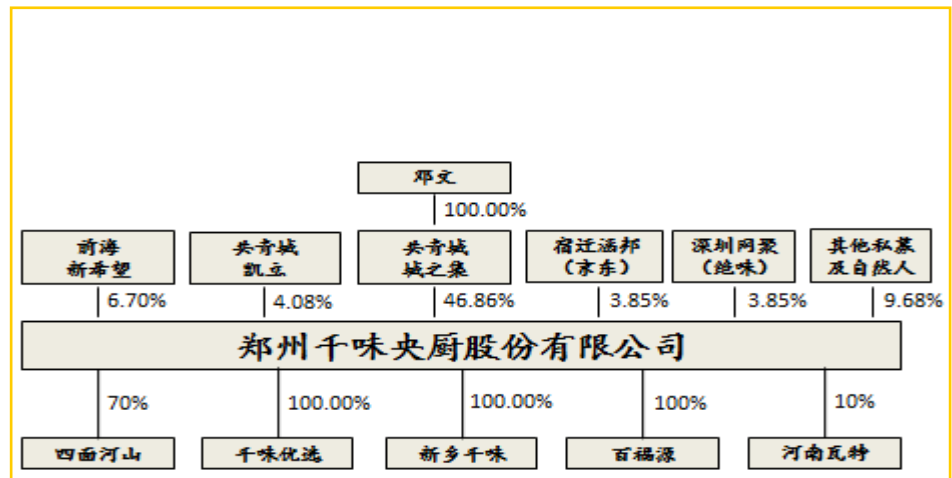 邓文
100.00%
前海
新希望
共青城
凯立
共青城
城之集
宿迁涵邦
(京东)
深圳网聚
(绝味)
其他私募
及自然人
6.70%
4.08%
46.86%
3.85%
3.85%
9.68%
郑州千味央厨股份有限公司
70%
100.00%
100.00%
100%
10%
四面河山
千味优选
新乡千味
百福源
河南瓦特